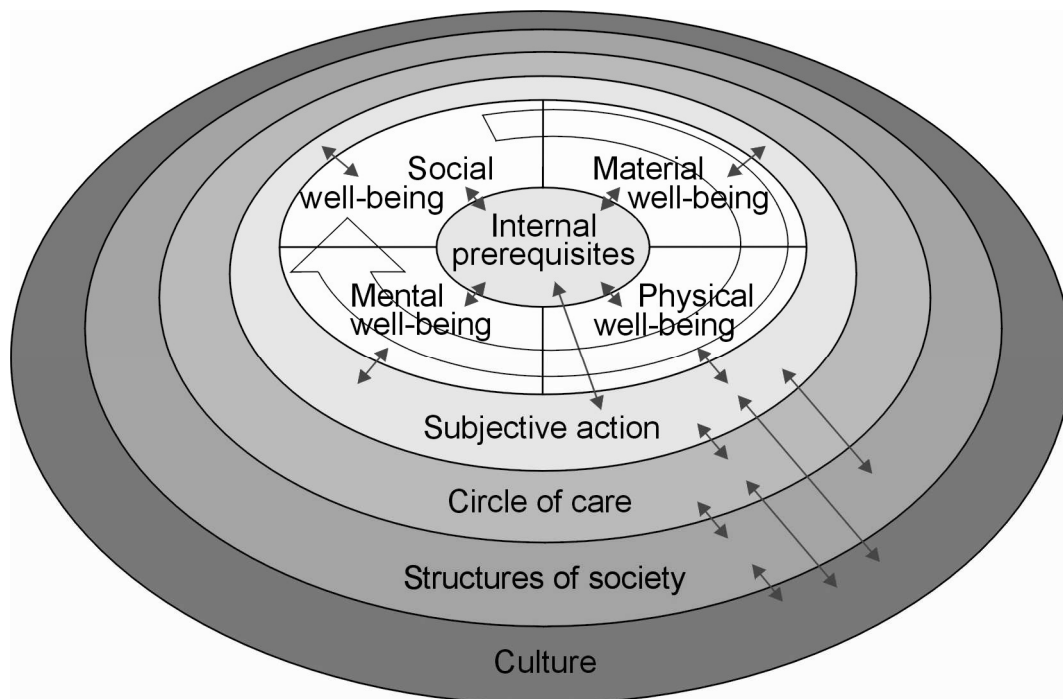 Social
well-being
Material
well-being
Internal
prerequisites
Mental
well-being
Physical
well-being
Subjective action
Circle of care
Structures of society
Culture